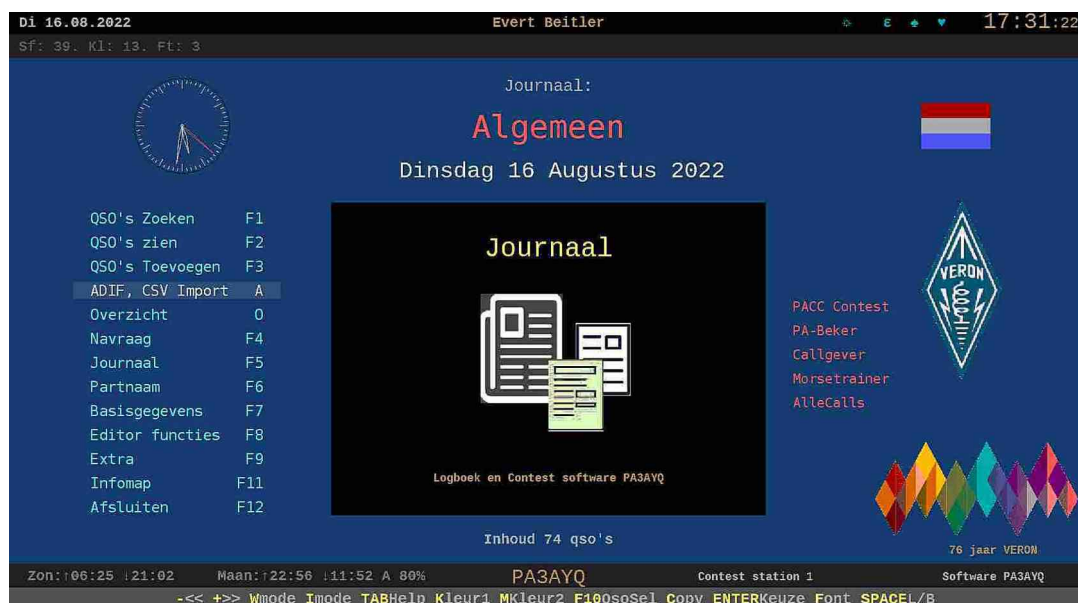 Di 16.08.2022 Evert Beitler 17:31:22
Sf: 39. Kl: 13. Ft: 3
Journaal:
Algemeen
Dinsdag 16 Augustus 2022
QSO's Zoeken F1
QSO's zien F2
QSO's Toevoegen F3
ADIF, CSV Import A
Overzicht O
Navraag F4
Journaal F5
Partnaam F6
Basisgegevens F7
Editor functies F8
Extra F9
Infomap F11
Afsluiten F12
Journaal
Logboek en Contest software PA3AYQ
Inhoud 74 qso's
PACC Contest
PA-Beker
Callgever
Morsetrainer
AlleCalls
VERON
76 jaar VERON
Zon:↑06:25 ↓21:02 Maan:↑22:56 ↓11:52 A 80% PA3AYQ Contest station 1 Software PA3AYQ
-<< +>> Wmode Imode TABHelp Kleur1 MKleur2 F10QsoSel Copy ENTERKeuze Font SPACEL/B